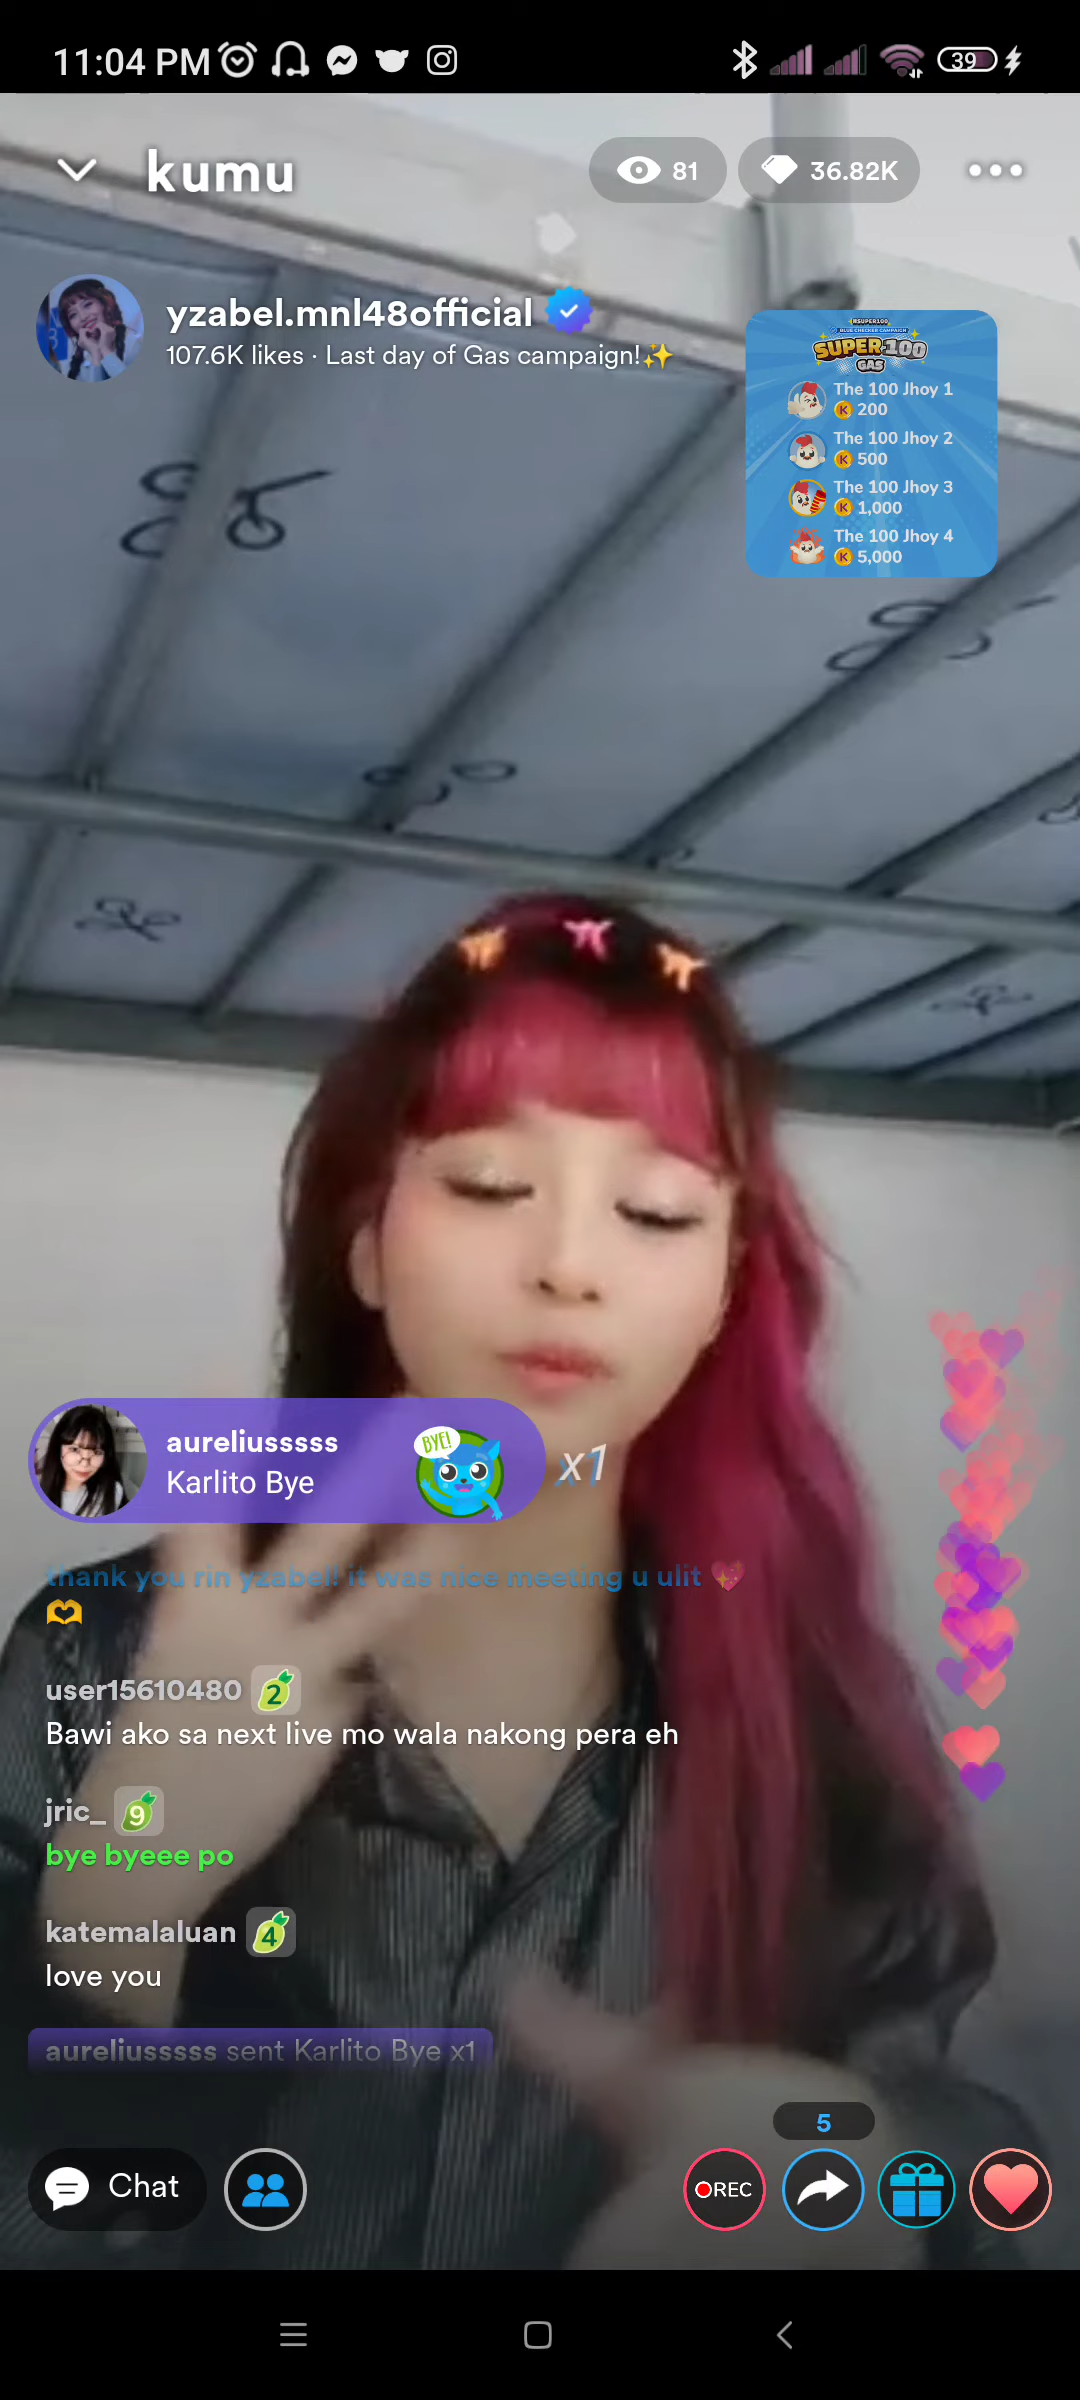 11:04 PM
39
kumu
81
36.82K
yzabel.mnl48official
107.6K likes · Last day of Gas campaign!✨
#SUPER100
BLUE CHECKER CAMPAIGN
SUPER 100
GAS
The 100 Jhoy 1
K 200
The 100 Jhoy 2
K 500
The 100 Jhoy 3
K 1,000
The 100 Jhoy 4
K 5,000
aureliusssss
Karlito Bye
BYE!
x1
thank you rin yzabel! it was nice meeting u ulit 💖
🫶
user15610480 2
Bawi ako sa next live mo wala nakong pera eh
jric_ 9
bye byeee po
katemalaluan 4
love you
aureliusssss sent Karlito Bye x1
5
Chat
REC